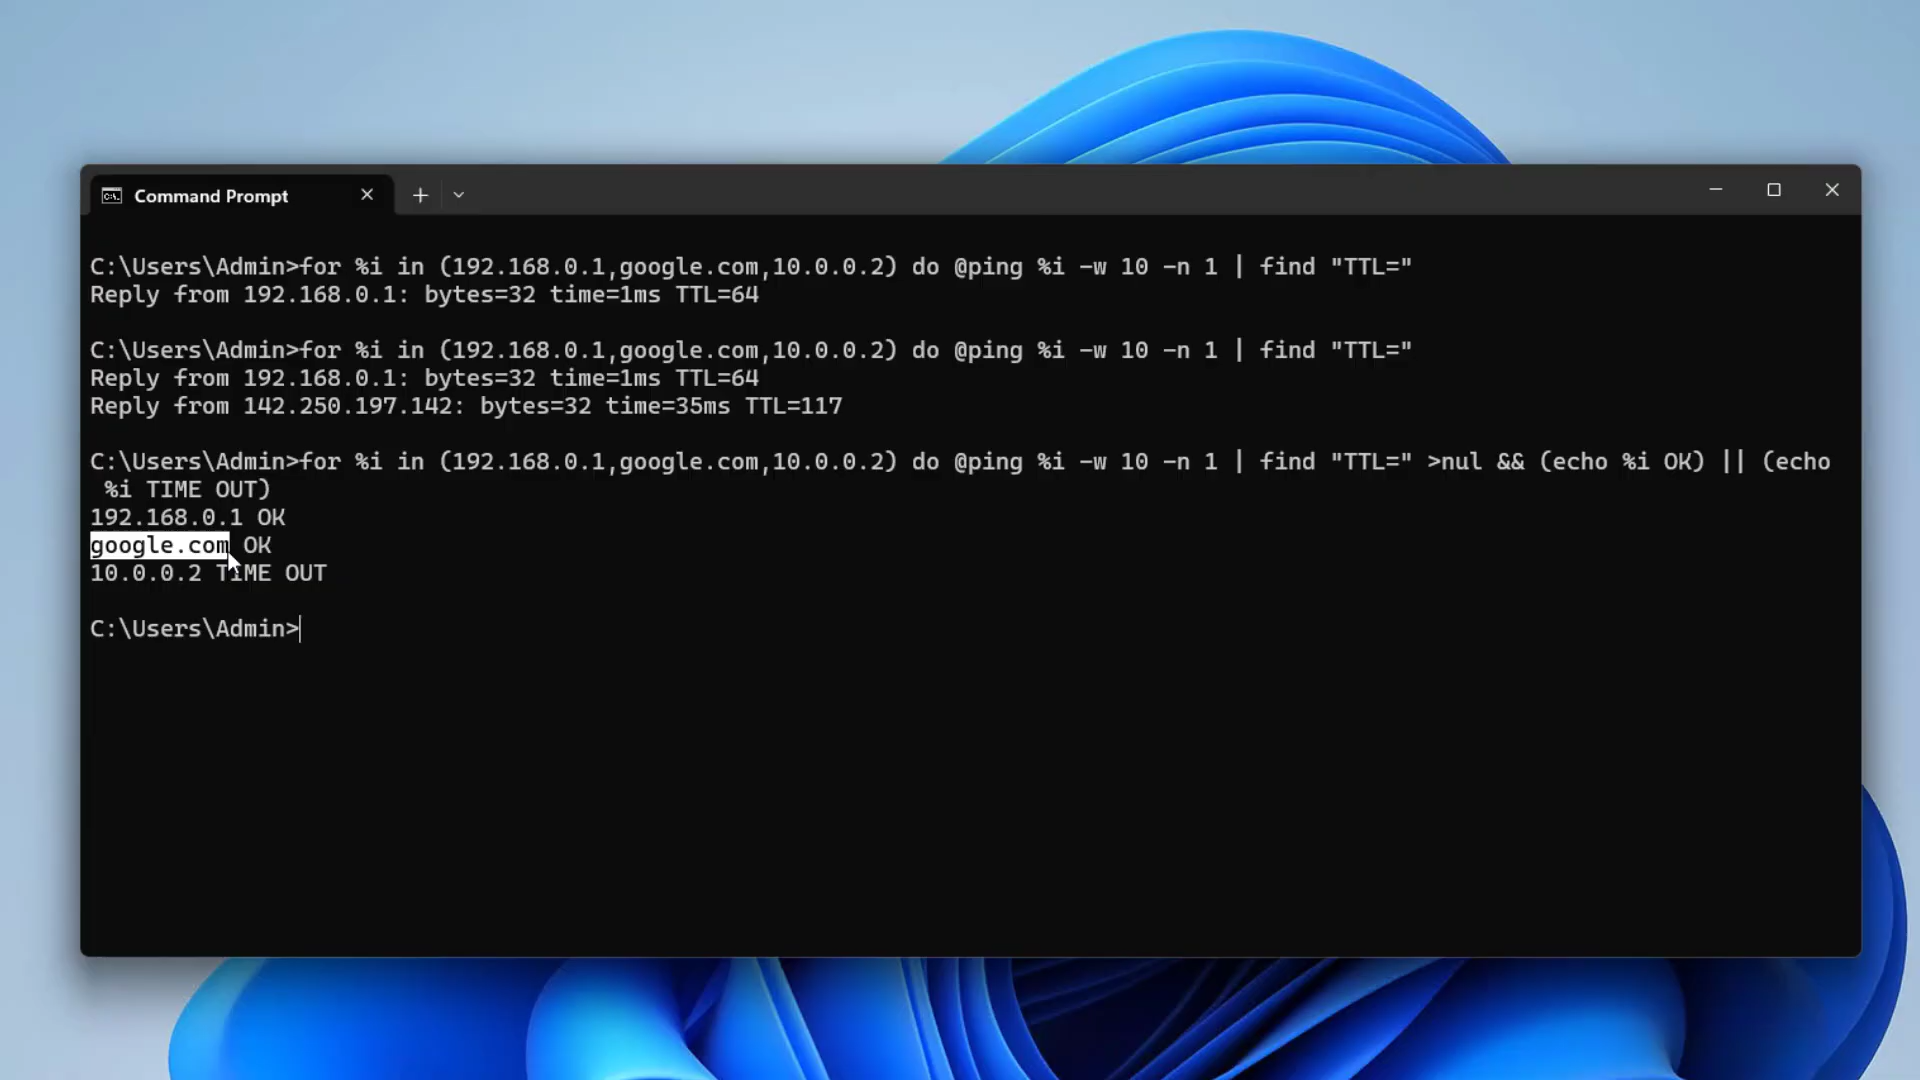 Command Prompt
C:\Users\Admin>for %i in (192.168.0.1,google.com,10.0.0.2) do @ping %i -w 10 -n 1 | find "TTL="
Reply from 192.168.0.1: bytes=32 time=1ms TTL=64
C:\Users\Admin>for %i in (192.168.0.1,google.com,10.0.0.2) do @ping %i -w 10 -n 1 | find "TTL="
Reply from 192.168.0.1: bytes=32 time=1ms TTL=64
Reply from 142.250.197.142: bytes=32 time=35ms TTL=117
C:\Users\Admin>for %i in (192.168.0.1,google.com,10.0.0.2) do @ping %i -w 10 -n 1 | find "TTL=" >nul && (echo %i OK) || (echo
 %i TIME OUT)
192.168.0.1 OK
google.com OK
10.0.0.2 TIME OUT
C:\Users\Admin>